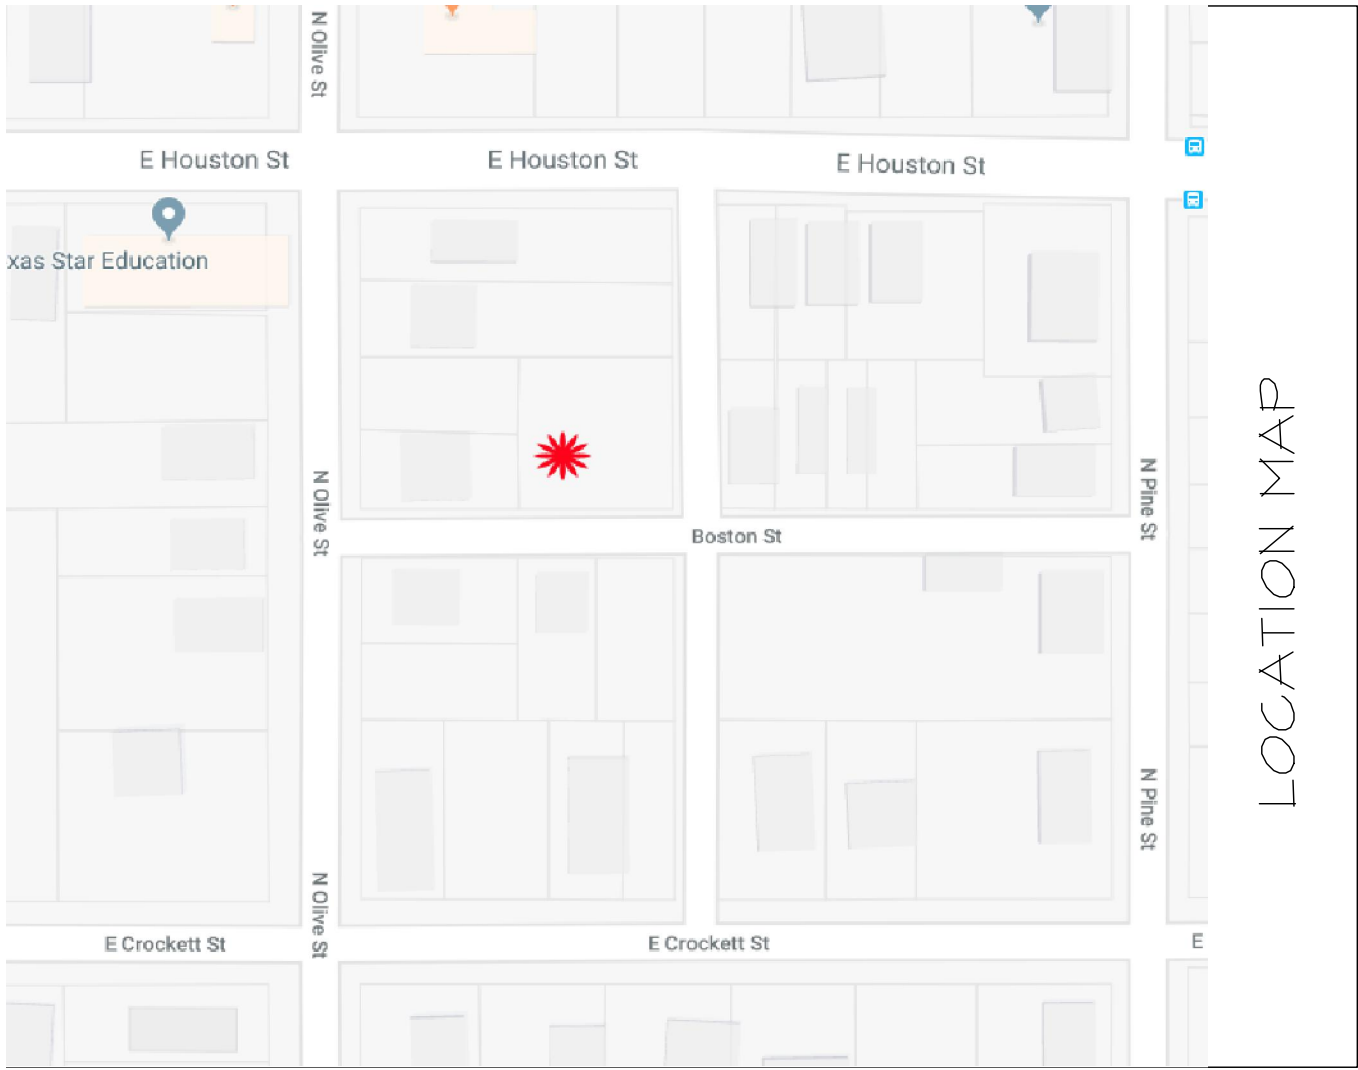 N Olive St
E Houston St
E Houston St
E Houston St
xas Star Education
N Olive St
N Pine St
Boston St
N Pine St
N Olive St
E Crockett St
E Crockett St
E
LOCATION MAP